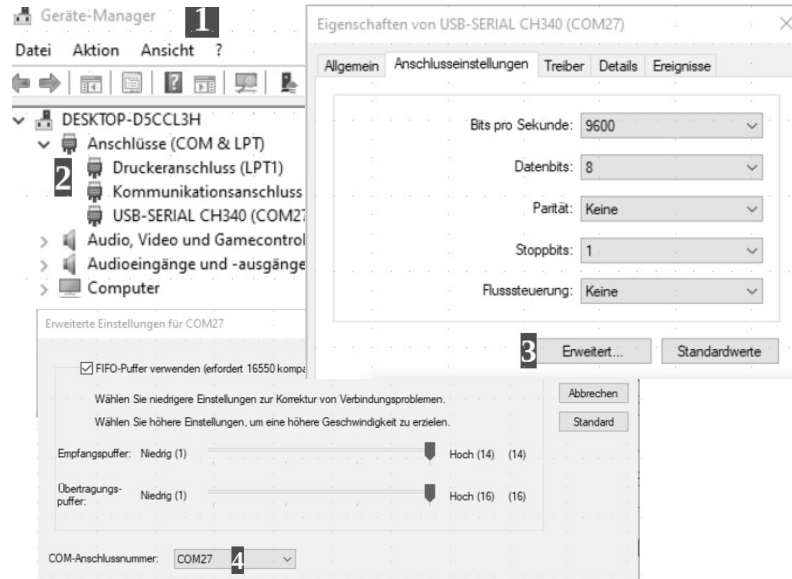 Geräte-Manager
1
Datei Aktion Ansicht ?
DESKTOP-D5CCL3H
Anschlüsse (COM & LPT)
2
Druckeranschluss (LPT1)
Kommunikationsanschluss
USB-SERIAL CH340 (COM27
Audio, Video und Gamecontrol
Audioeingänge und -ausgänge
Computer
Eigenschaften von USB-SERIAL CH340 (COM27)
Allgemein Anschlusseinstellungen Treiber Details Ereignisse
Bits pro Sekunde: 9600
Datenbits: 8
Parität: Keine
Stoppbits: 1
Flusssteuerung: Keine
3 Erweitert... Standardwerte
Erweiterte Einstellungen für COM27
FIFO-Puffer verwenden (erfordert 16550 kompa
Wählen Sie niedrigere Einstellungen zur Korrektur von Verbindungsproblemen.
Wählen Sie höhere Einstellungen, um eine höhere Geschwindigkeit zu erzielen.
Abbrechen
Standard
Empfangspuffer: Niedrig (1) Hoch (14) (14)
Übertragungs-
puffer: Niedrig (1) Hoch (16) (16)
COM-Anschlussnummer: COM27 4